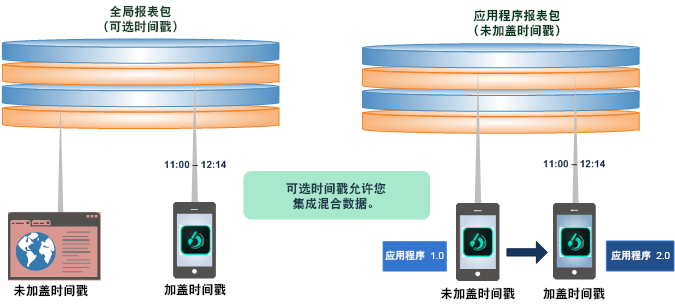 全局报表包
（可选时间戳）
11:00 – 12:14
未加盖时间戳
加盖时间戳
可选时间戳允许您
集成混合数据。
应用程序报表包
（未加盖时间戳）
11:00 – 12:14
应用程序 1.0
应用程序 2.0
未加盖时间戳
加盖时间戳